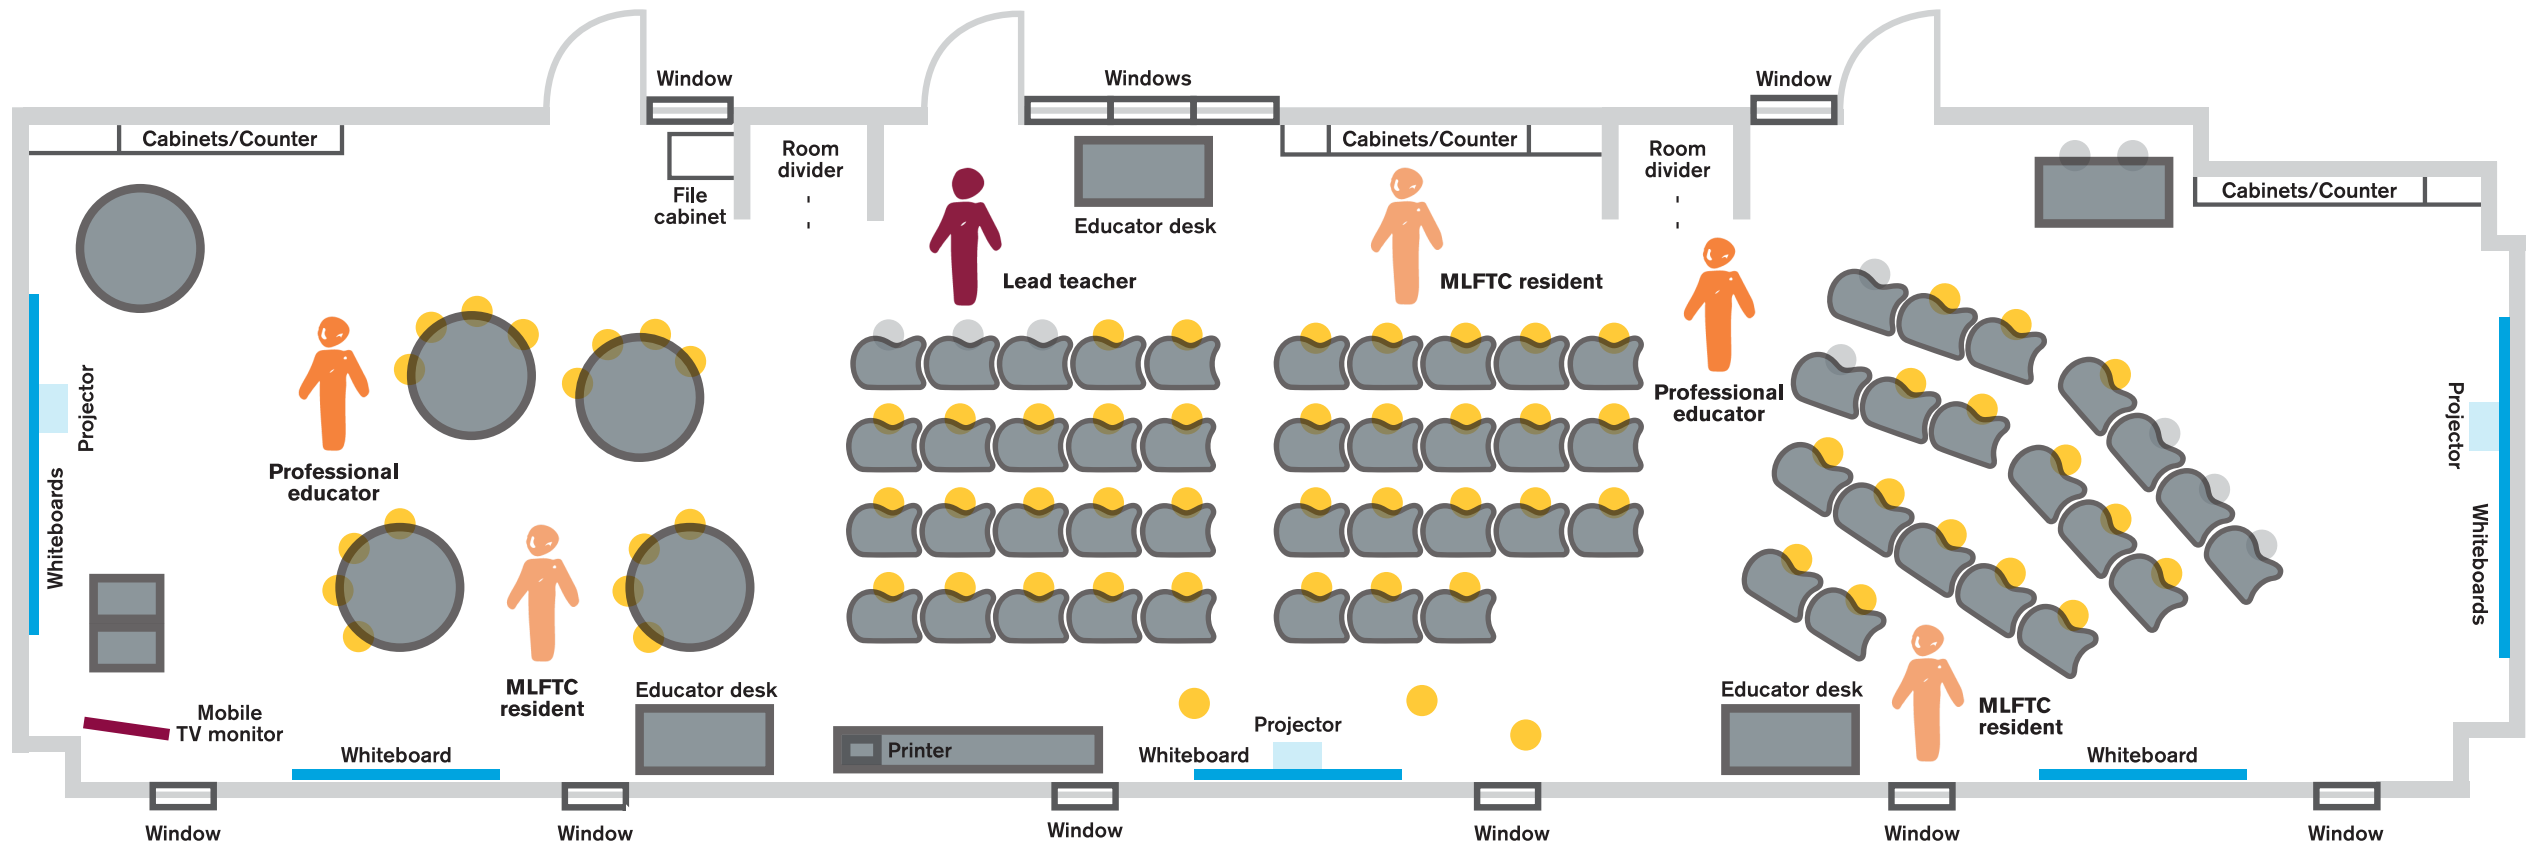 Window
Windows
Window
Cabinets/Counter
Room
divider
Cabinets/Counter
Room
divider
Cabinets/Counter
File
cabinet
Educator desk
Lead teacher
MLFTC resident
Projector
Whiteboards
Professional
educator
Professional
educator
Projector
Whiteboards
MLFTC
resident
Educator desk
Educator desk
MLFTC
resident
Mobile
TV monitor
Whiteboard
Printer
Whiteboard
Projector
Whiteboard
Window
Window
Window
Window
Window
Window